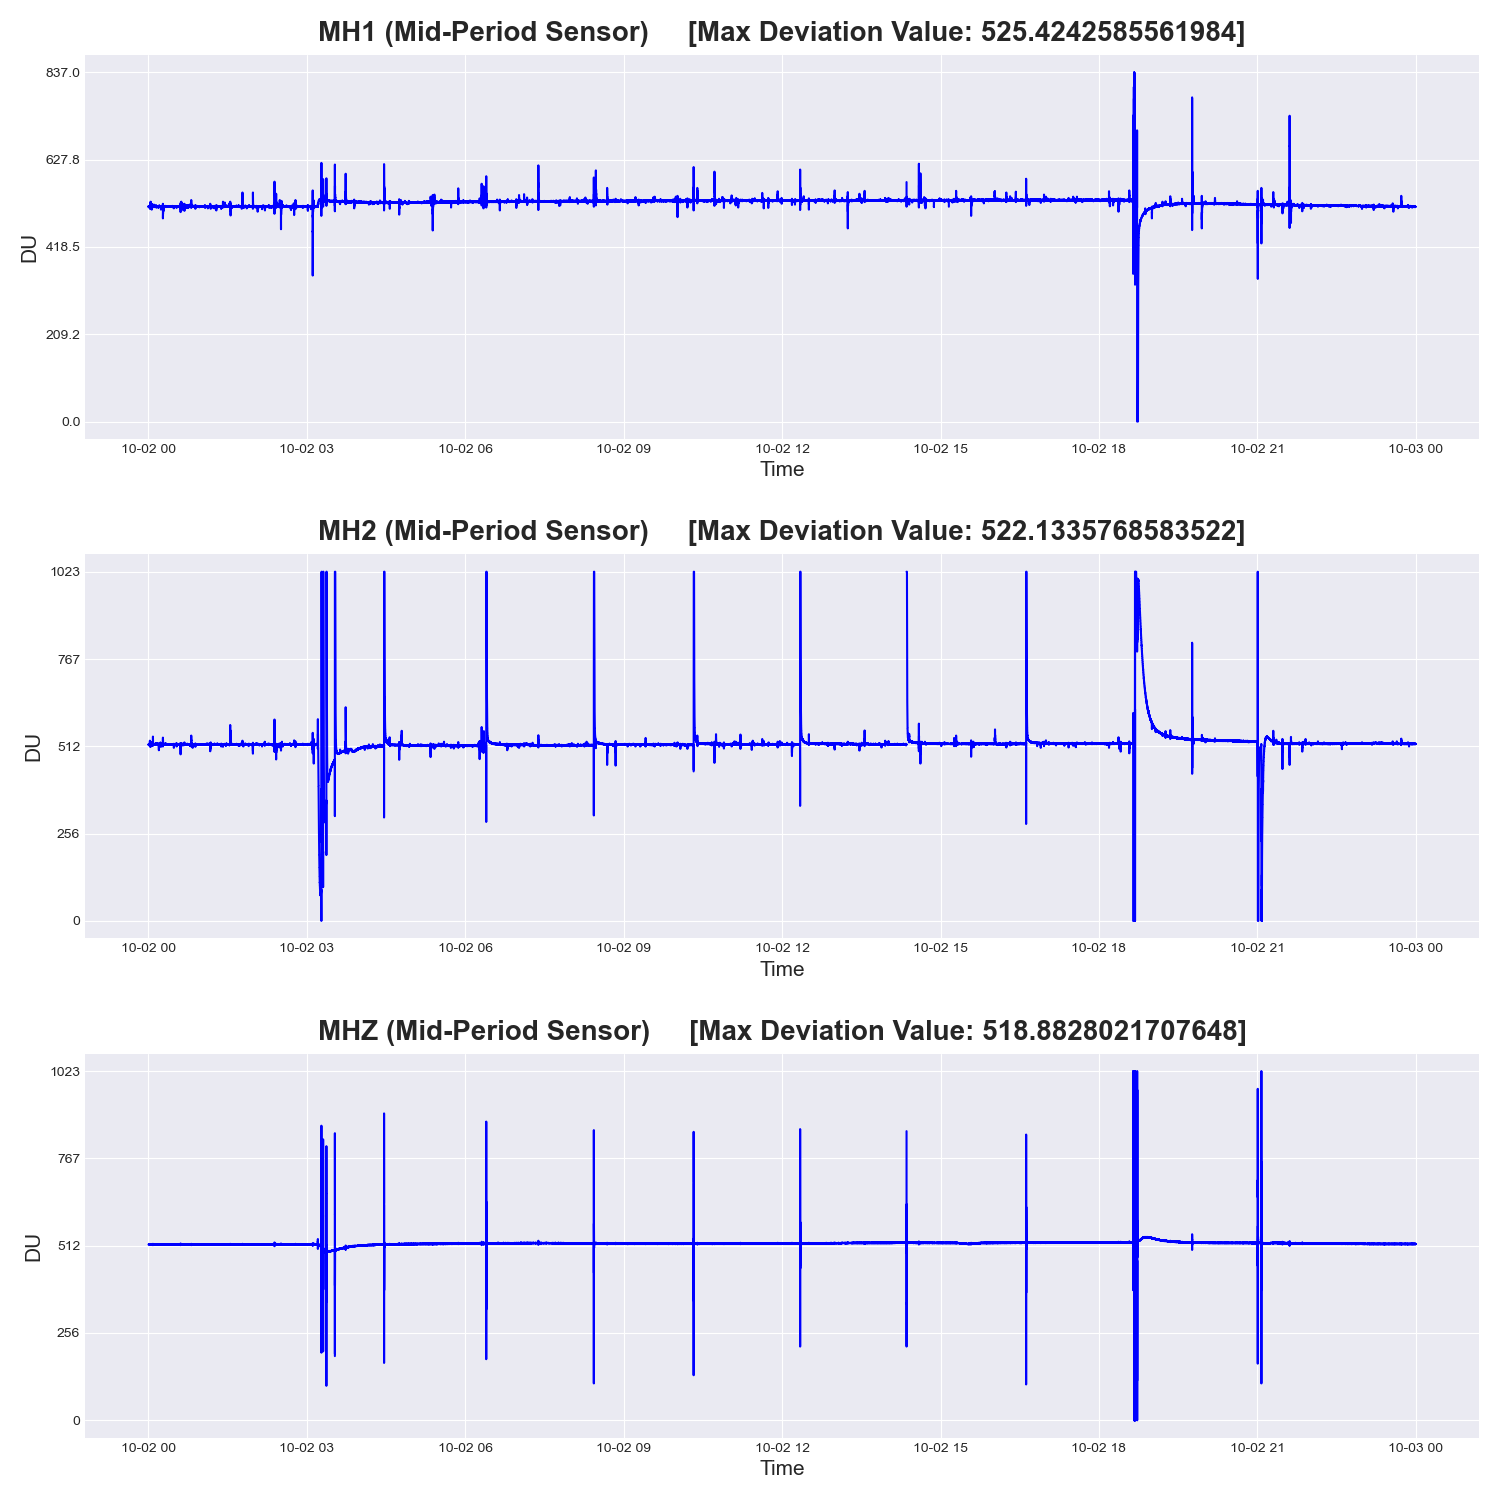 MH1 (Mid-Period Sensor) [Max Deviation Value: 525.4242585561984]
837.0
627.8
418.5
209.2
0.0
DU
10-02 00 10-02 03 10-02 06 10-02 09 10-02 12 10-02 15 10-02 18 10-02 21 10-03 00
Time
MH2 (Mid-Period Sensor) [Max Deviation Value: 522.1335768583522]
1023
767
512
256
0
DU
10-02 00 10-02 03 10-02 06 10-02 09 10-02 12 10-02 15 10-02 18 10-02 21 10-03 00
Time
MHZ (Mid-Period Sensor) [Max Deviation Value: 518.8828021707648]
1023
767
512
256
0
DU
10-02 00 10-02 03 10-02 06 10-02 09 10-02 12 10-02 15 10-02 18 10-02 21 10-03 00
Time